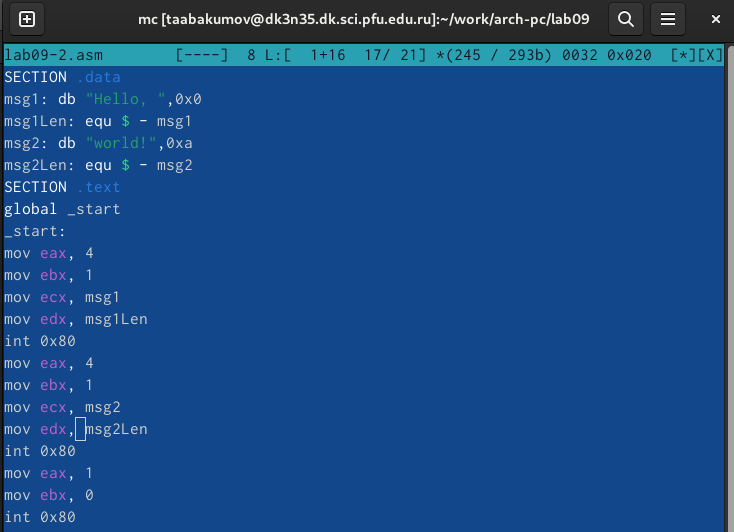 mc [taabakumov@dk3n35.dk.sci.pfu.edu.ru]:~/work/arch-pc/lab09
lab09-2.asm [----] 8 L:[ 1+16 17/ 21] *(245 / 293b) 0032 0x020 [*][X]
SECTION .data
msg1: db "Hello, ",0x0
msg1Len: equ $ - msg1
msg2: db "world!",0xa
msg2Len: equ $ - msg2
SECTION .text
global _start
_start:
mov eax, 4
mov ebx, 1
mov ecx, msg1
mov edx, msg1Len
int 0x80
mov eax, 4
mov ebx, 1
mov ecx, msg2
mov edx, msg2Len
int 0x80
mov eax, 1
mov ebx, 0
int 0x80